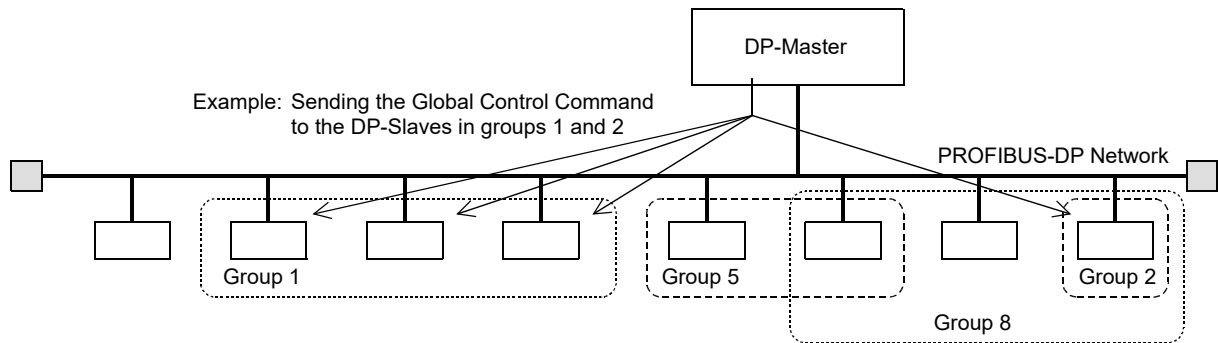 DP-Master
Example: Sending the Global Control Command
to the DP-Slaves in groups 1 and 2
PROFIBUS-DP Network
Group 1
Group 5
Group 2
Group 8